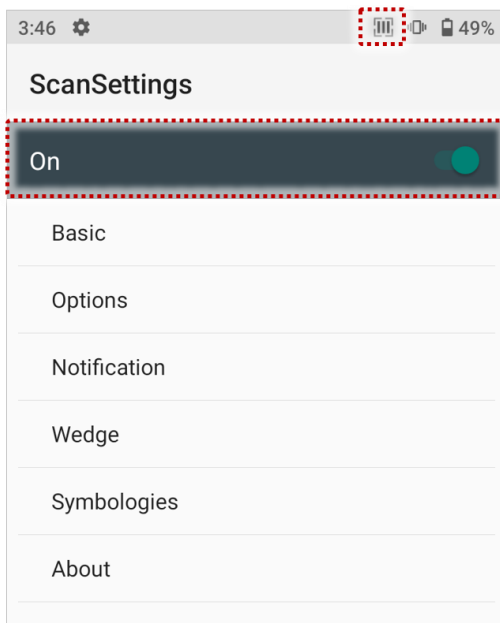 3:46 49%
ScanSettings
On
Basic
Options
Notification
Wedge
Symbologies
About